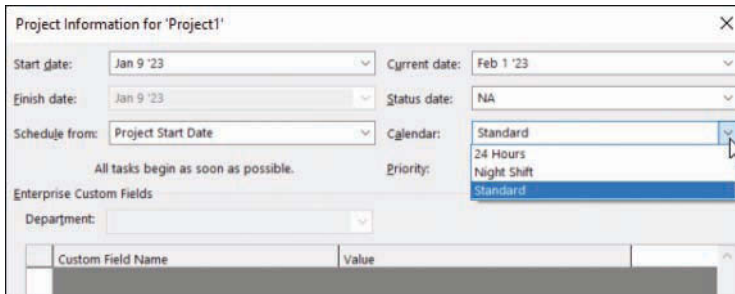 Project Information for 'Project1'
Start date: Jan 9 '23 Current date: Feb 1 '23
Finish date: Jan 9 '23 Status date: NA
Schedule from: Project Start Date Calendar: Standard
24 Hours
All tasks begin as soon as possible. Priority: Night Shift
Enterprise Custom Fields Standard
Department:
Custom Field Name Value